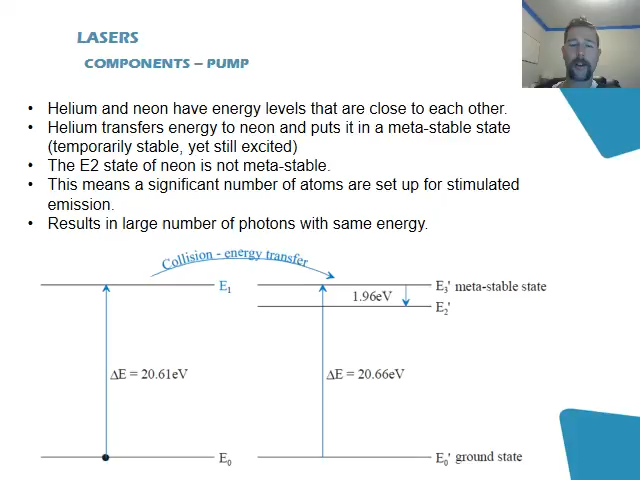 LASERS
COMPONENTS – PUMP
• Helium and neon have energy levels that are close to each other.
• Helium transfers energy to neon and puts it in a meta-stable state
(temporarily stable, yet still excited)
• The E2 state of neon is not meta-stable.
• This means a significant number of atoms are set up for stimulated
emission.
• Results in large number of photons with same energy.
Collision - energy transfer
E₁
E₃' meta-stable state
1.96eV
E₂'
ΔE = 20.61eV
ΔE = 20.66eV
E₀
E₀' ground state